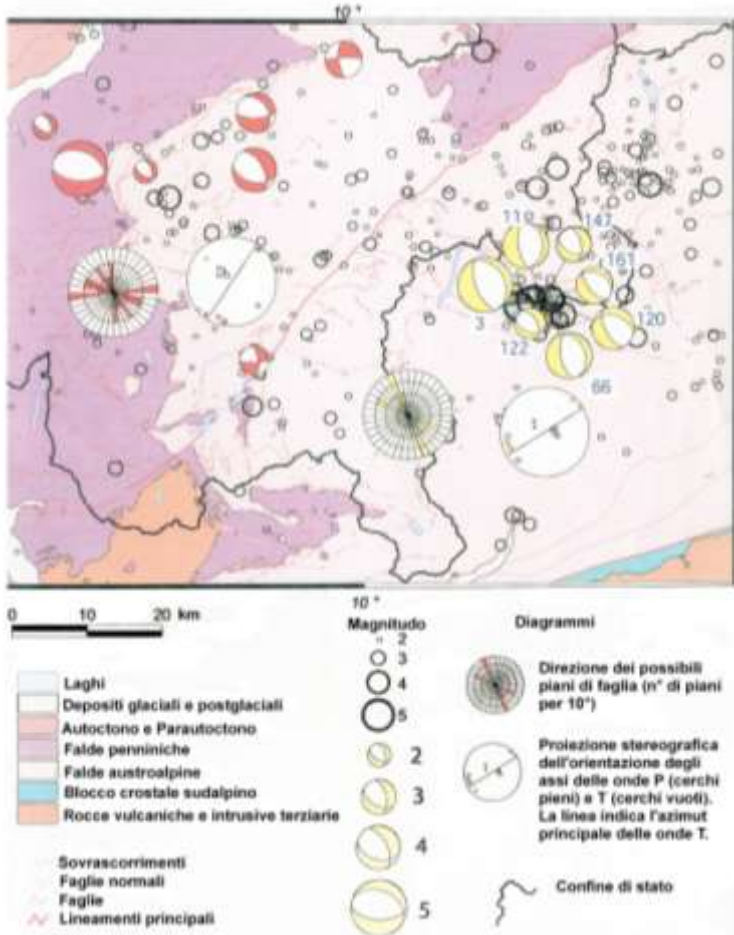 10°
11
147
161
3
122
120
66
1
10°
0 10 20 km
Magnitudo
2
3
4
5
2
3
4
5
Laghi
Depositi glaciali e postglaciali
Autoctono e Parautoctono
Falde penniniche
Falde austroalpine
Blocco crostale sudalpino
Rocce vulcaniche e intrusive terziarie
Sovrascorrimenti
Faglie normali
Faglie
Lineamenti principali
Diagrammi
Direzione dei possibili
piani di faglia (n° di piani
per 10°)
Proiezione stereografica
dell'orientazione degli
assi delle onde P (cerchi
pieni) e T (cerchi vuoti).
La linea indica l'azimut
principale delle onde T.
Confine di stato